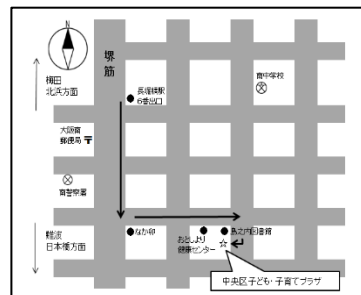 堺筋
梅田
北浜方面
長堀橋駅
6番出口
南中学校
大阪南
郵便局
南警察署
難波
日本橋方面
なか卯
おとしより
健康センター
島之内図書館
中央区子ども・子育てプラザ